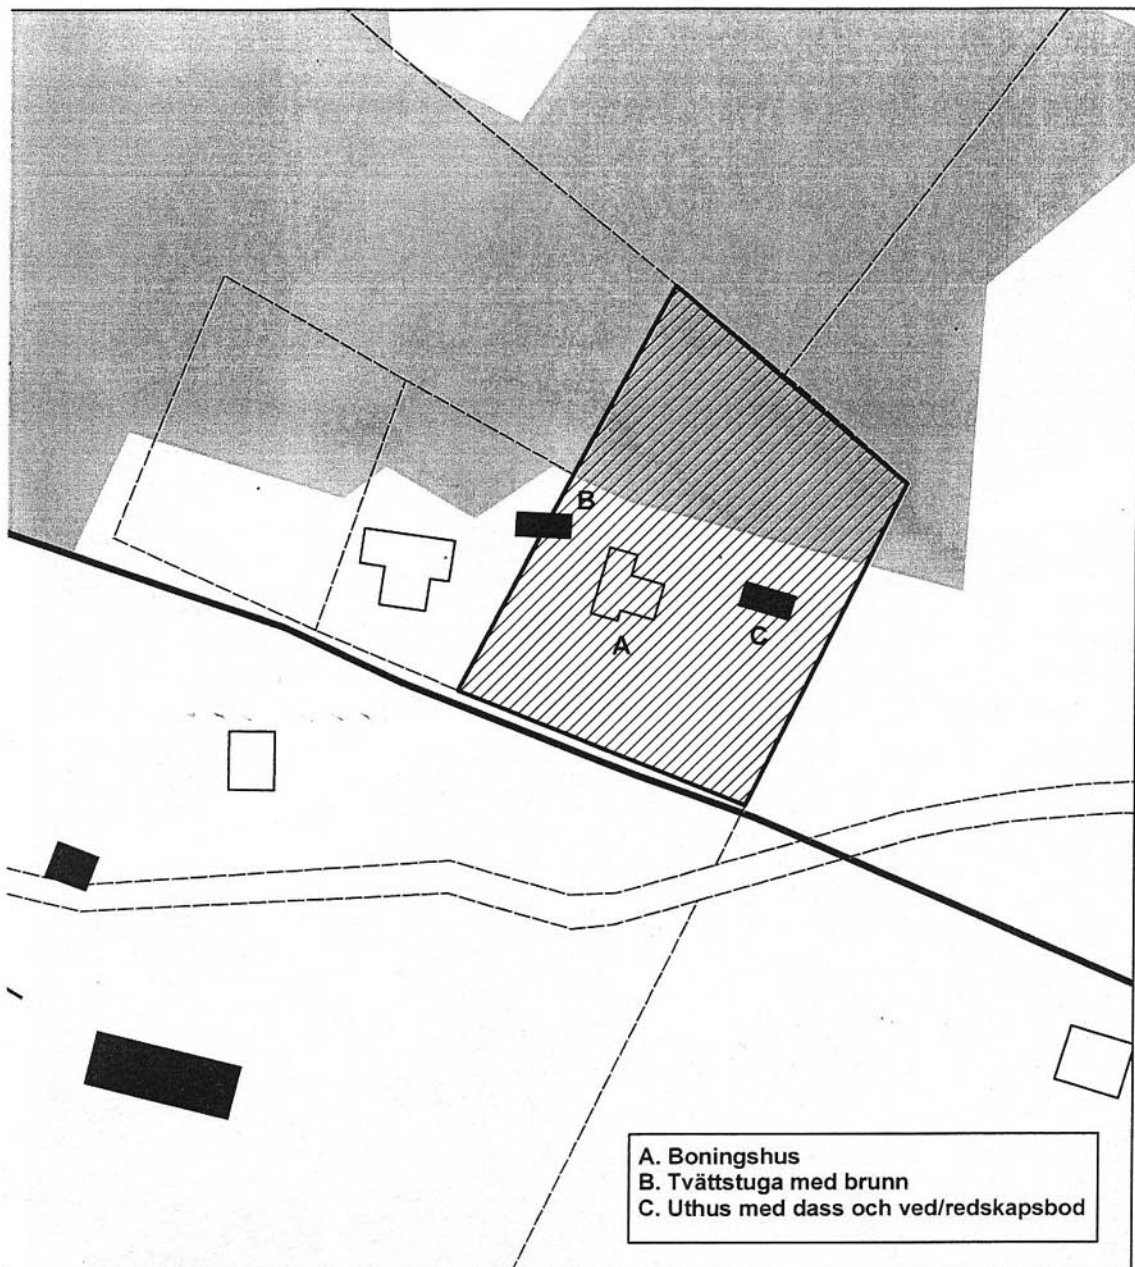 B
A
C
A. Boningshus
B. Tvättstuga med brunn
C. Uthus med dass och ved/redskapsbod